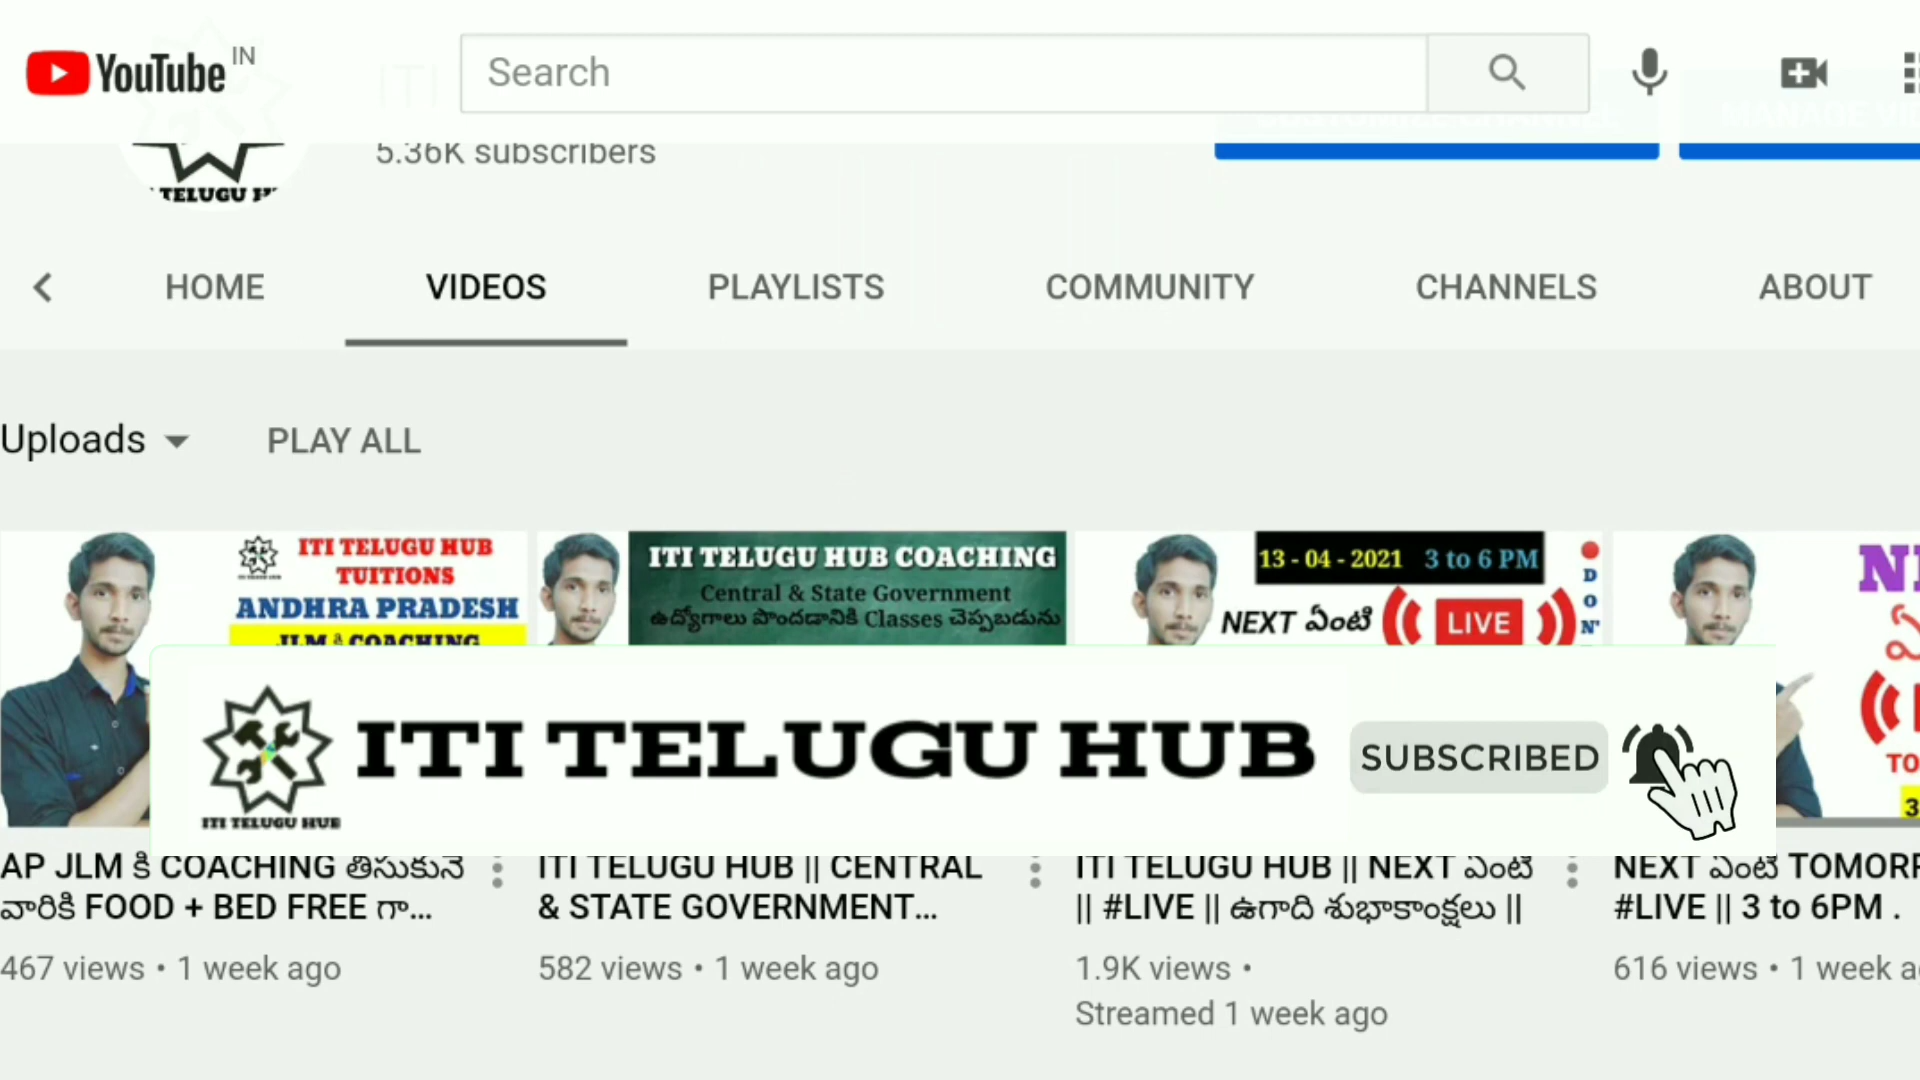 YouTube IN
Search
5.36K subscribers
TELUGU
HOME
VIDEOS
PLAYLISTS
COMMUNITY
CHANNELS
ABOUT
Uploads
PLAY ALL
ITI TELUGU HUB
TUITIONS
ANDHRA PRADESH
JLM కి COACHING
ITI TELUGU HUB COACHING
Central & State Government
ఉద్యోగాలు పొందడానికి Classes చెప్పబడును
13 - 04 - 2021 3 to 6 PM
NEXT ఏంటి
LIVE
ITI TELUGU HUB
ITI TELUGU HUB
SUBSCRIBED
AP JLM కి COACHING తీసుకునే
వారికి FOOD + BED FREE గా...
467 views • 1 week ago
ITI TELUGU HUB || CENTRAL
& STATE GOVERNMENT...
582 views • 1 week ago
ITI TELUGU HUB || NEXT ఏంటి
|| #LIVE || ఉగాది శుభాకాంక్షలు ||
1.9K views •
Streamed 1 week ago
NEXT ఏంటి
#LIVE || 3 to 6PM .
616 views • 1 week